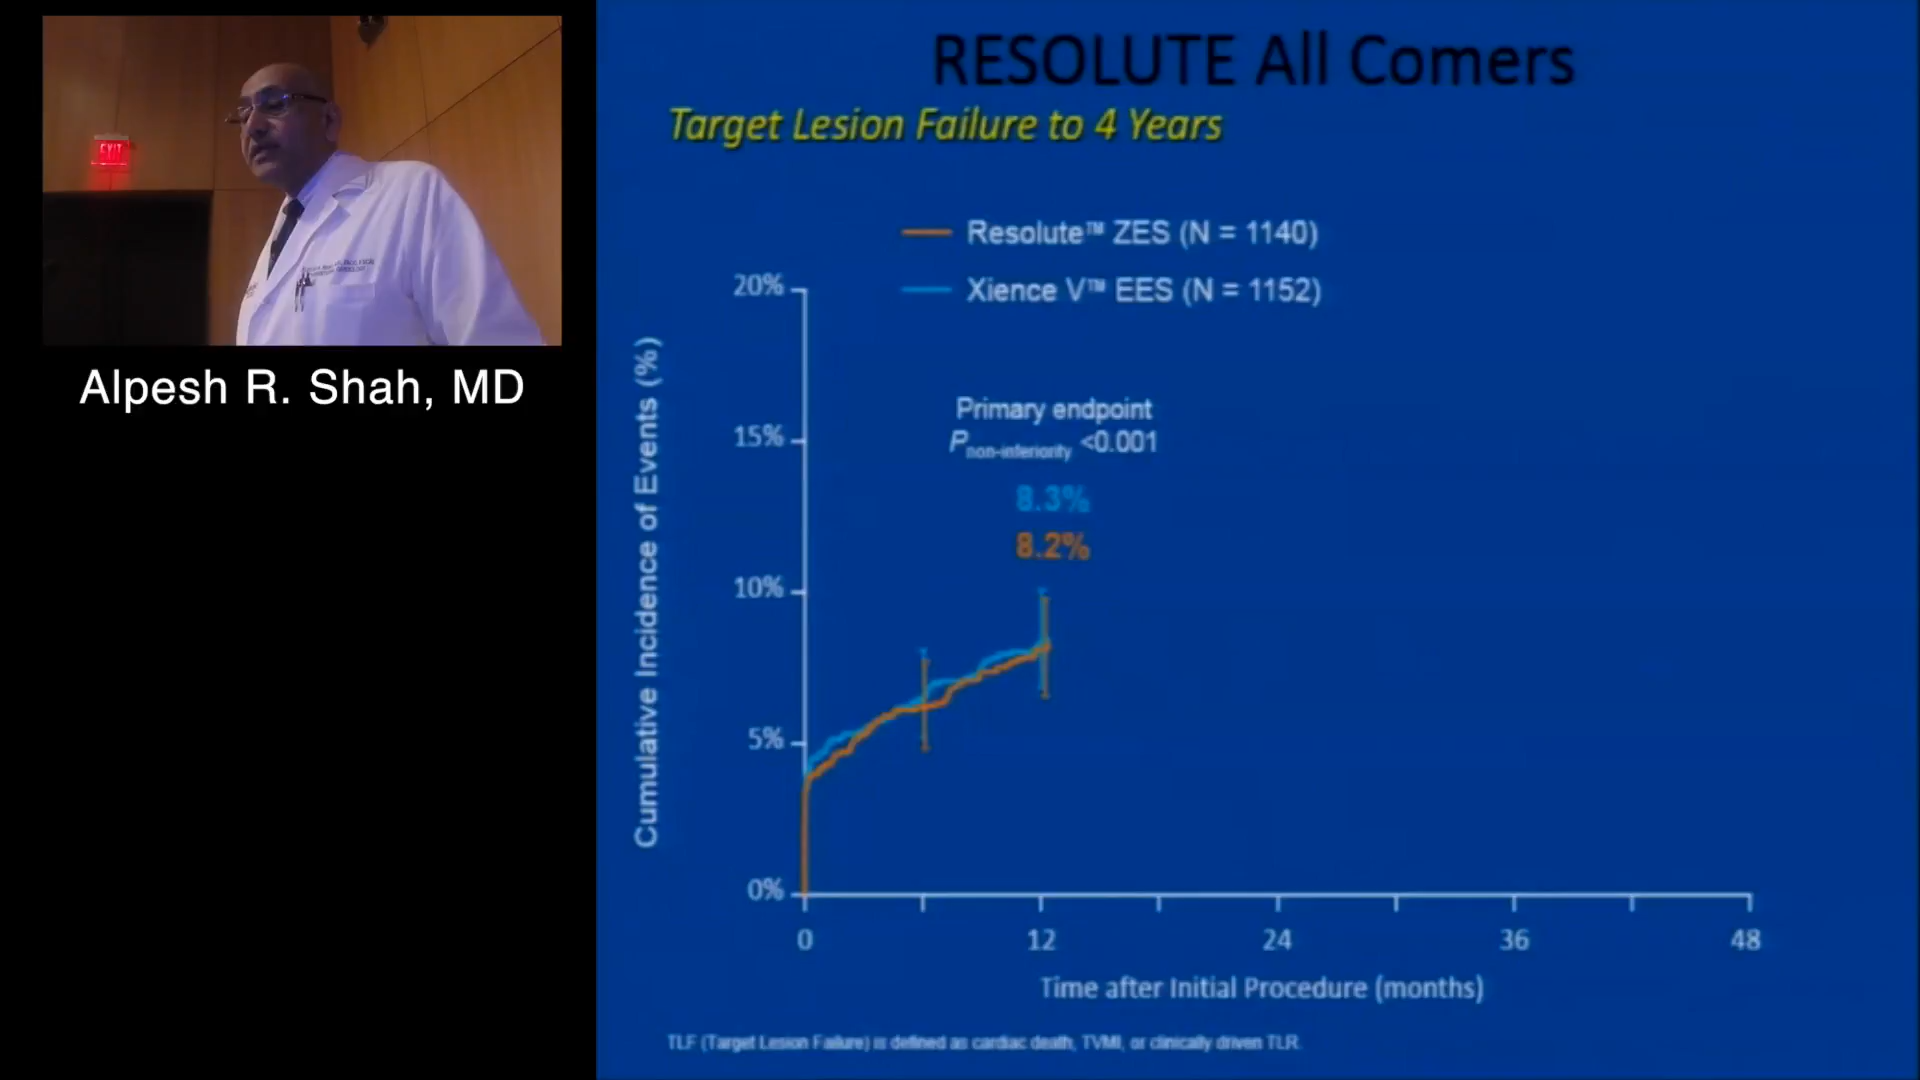 EXIT
Alpesh R. Shah, MD
RESOLUTE All Comers
Target Lesion Failure to 4 Years
Resolute™ ZES (N = 1140)
Xience V™ EES (N = 1152)
Primary endpoint
P non-inferiority <0.001
8.3%
8.2%
Cumulative Incidence of Events (%)
20%
15%
10%
5%
0%
0 12 24 36 48
Time after Initial Procedure (months)
TLF (Target Lesion Failure) is defined as cardiac death, TVMI, or clinically driven TLR.